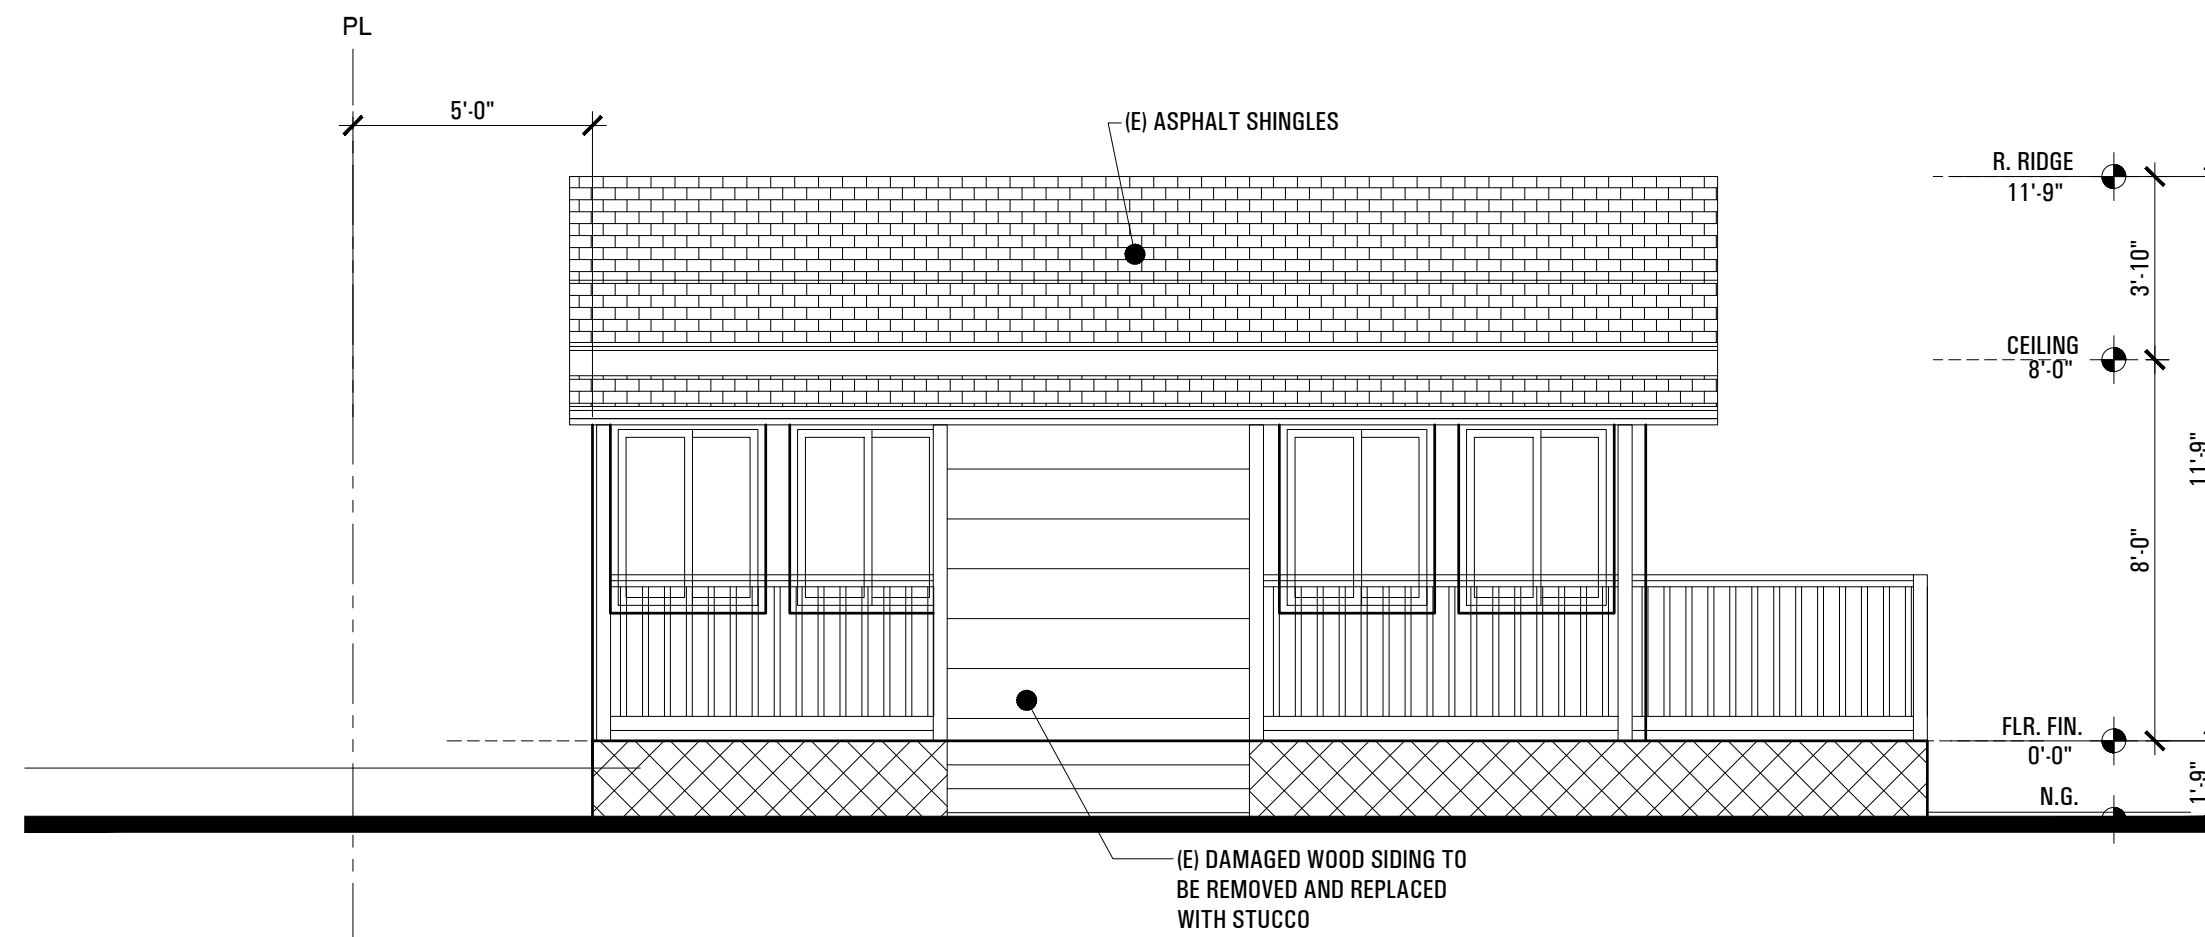 PL
5'-0"
(E) ASPHALT SHINGLES
R. RIDGE
11'-9"
3'-10"
CEILING
8'-0"
11'-9"
8'-0"
FLR. FIN.
0'-0"
1'-9"
N.G.
(E) DAMAGED WOOD SIDING TO
BE REMOVED AND REPLACED
WITH STUCCO